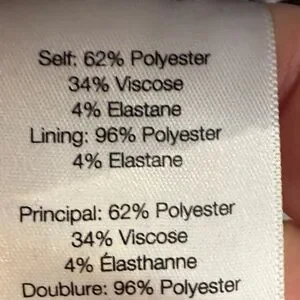 Self: 62% Polyester
34% Viscose
4% Elastane
Lining: 96% Polyester
4% Elastane
Principal: 62% Polyester
34% Viscose
4% Élasthanne
Doublure: 96% Polyester